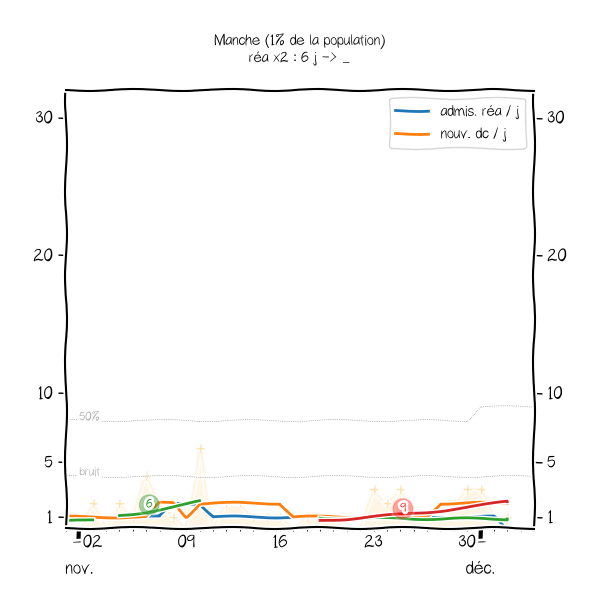 Manche (1% de la population)
réa x2 : 6 j -> _
admis. réa / j
nouv. dc / j
30
30
20
20
10
10
50%
5
5
bruit
6
9
1
1
02
09
16
23
30
nov.
déc.